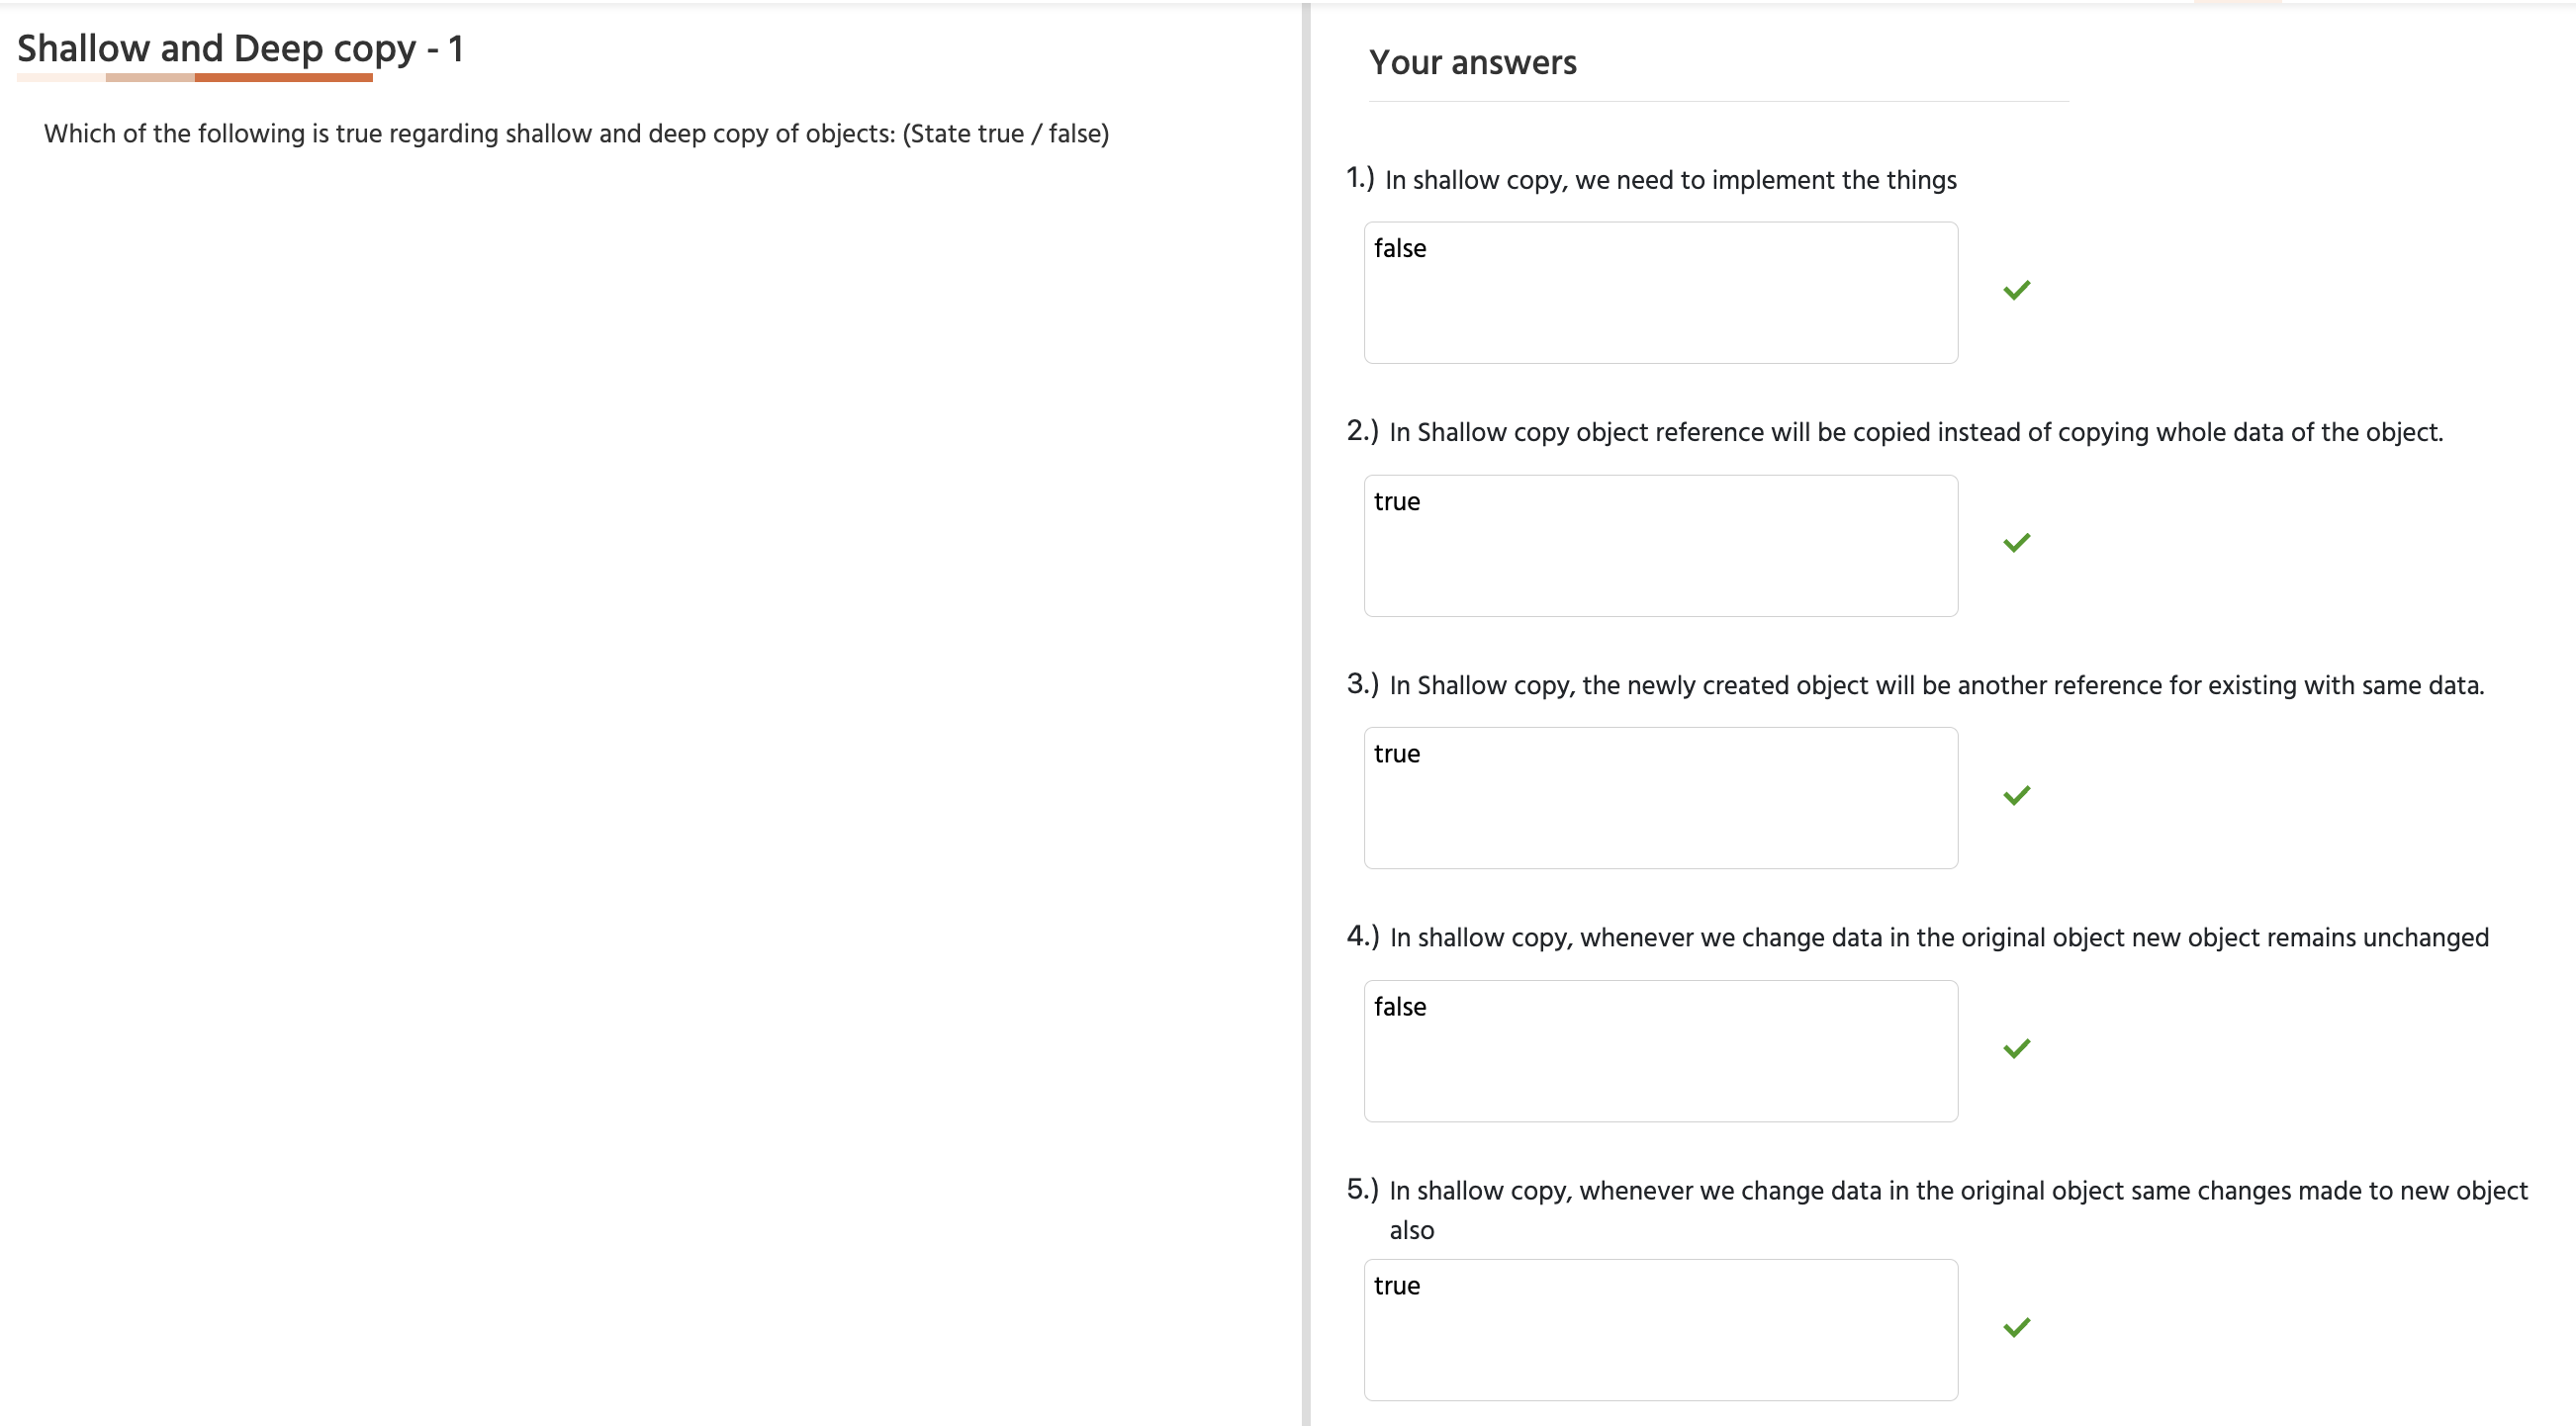 Shallow and Deep copy - 1
Which of the following is true regarding shallow and deep copy of objects: (State true / false)
Your answers
1.) In shallow copy, we need to implement the things
false
2.) In Shallow copy object reference will be copied instead of copying whole data of the object.
true
3.) In Shallow copy, the newly created object will be another reference for existing with same data.
true
4.) In shallow copy, whenever we change data in the original object new object remains unchanged
false
5.) In shallow copy, whenever we change data in the original object same changes made to new object
also
true